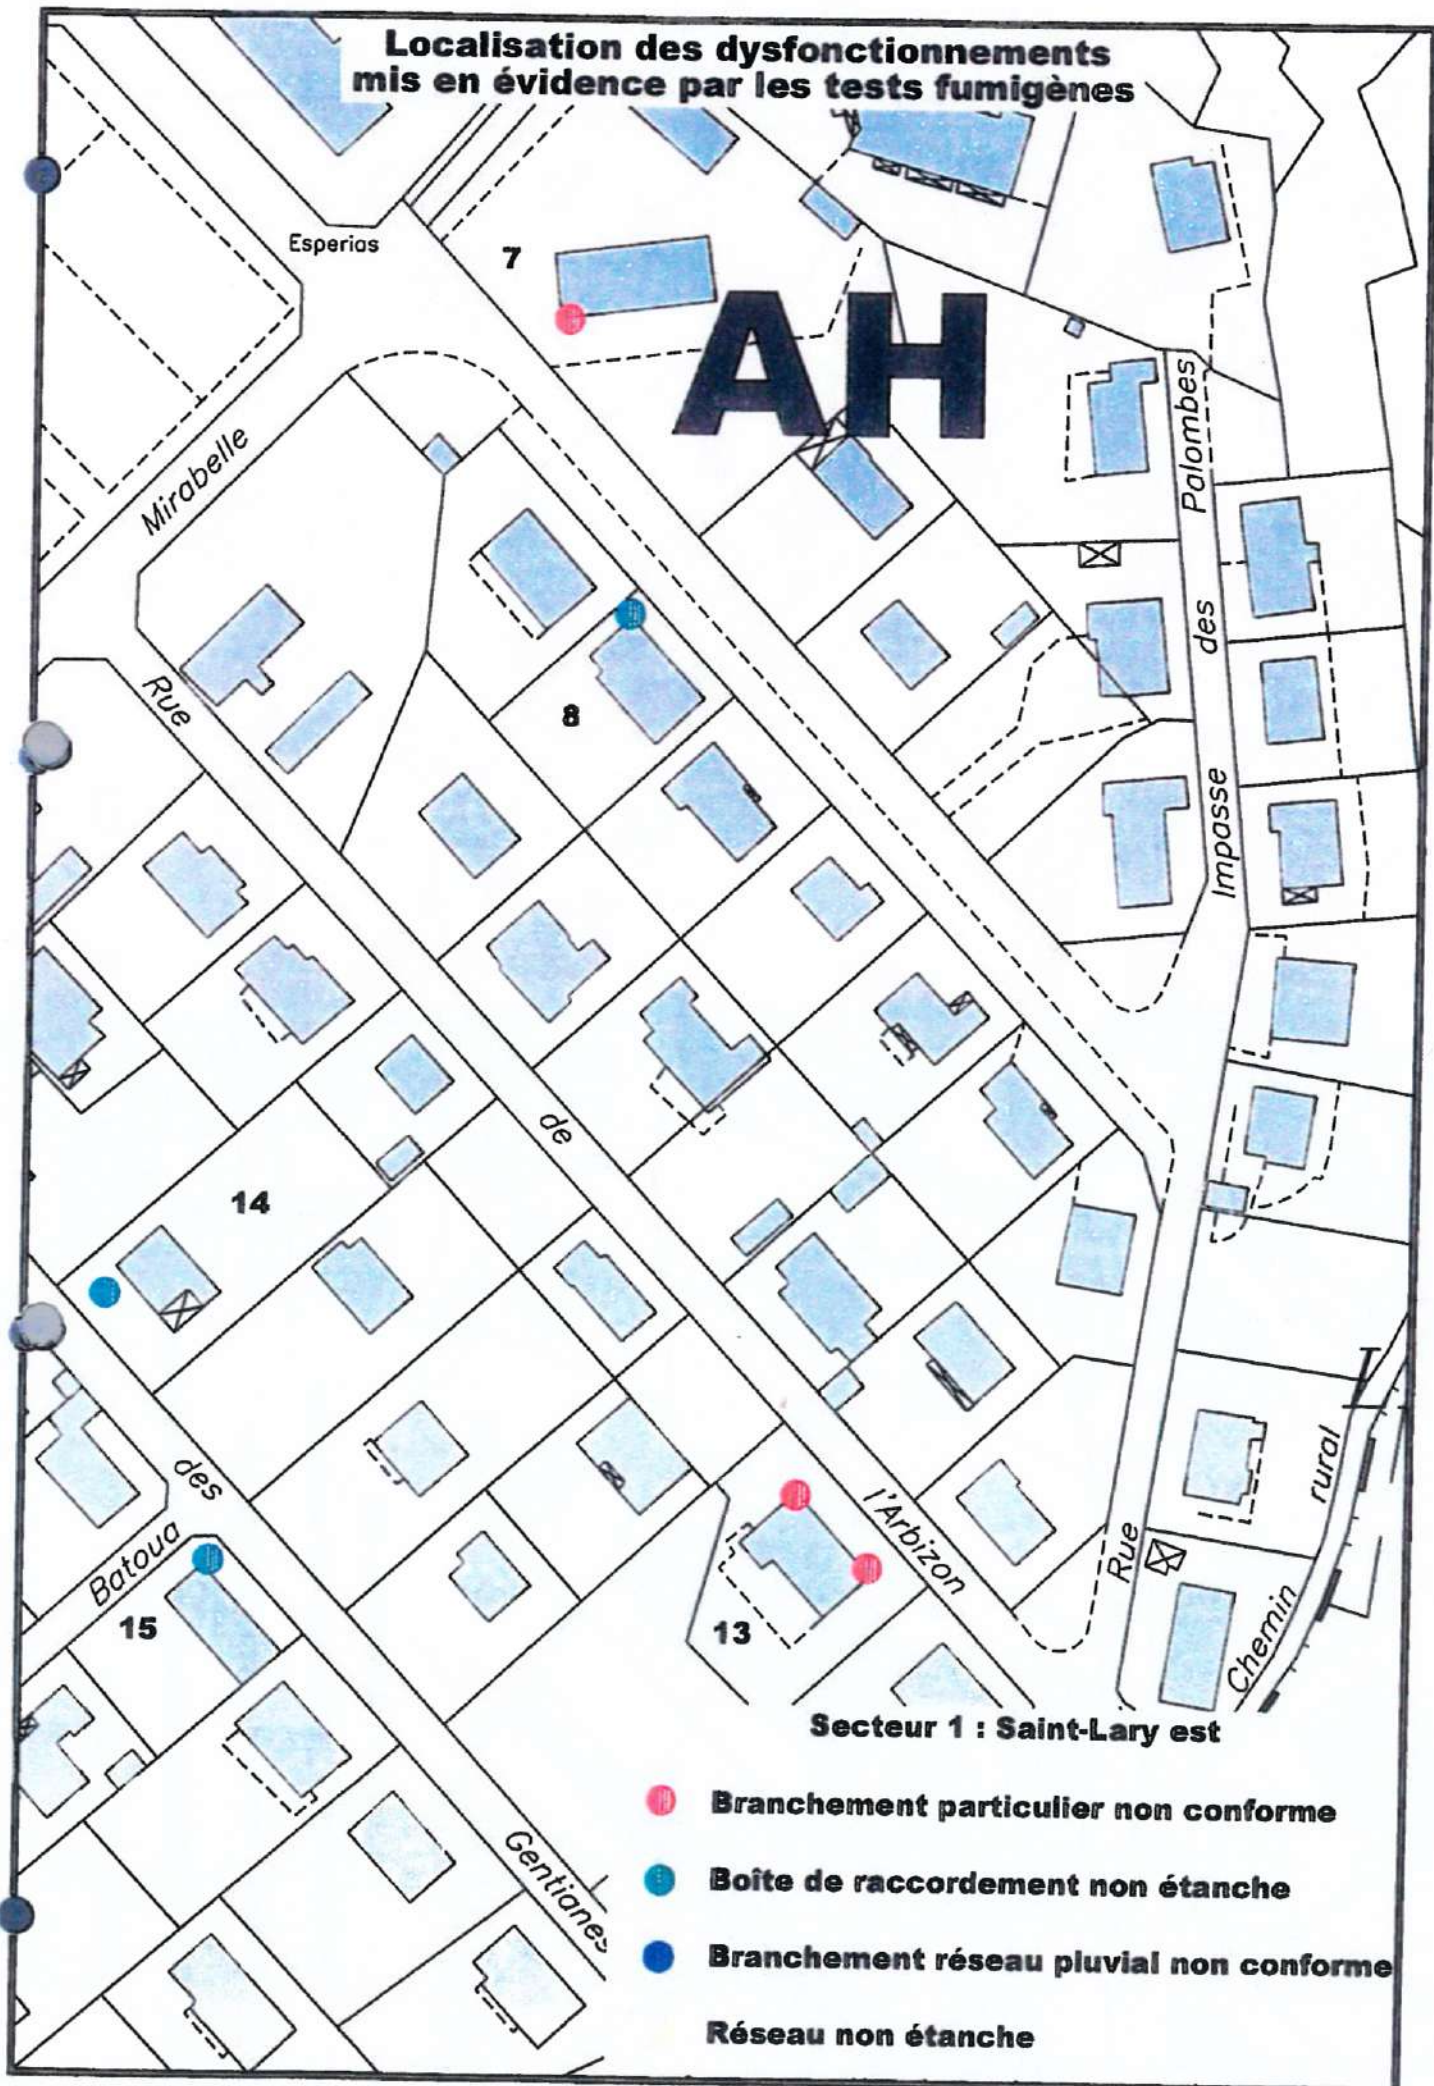 Localisation des dysfonctionnements
mis en évidence par les tests fumigènes
Esperias
7
AH
Mirabelle
Palombes
des
Impasse
Rue
8
de
14
l'Arbizon
Rue
rural
Chemin
des
Batoua
15
13
Gentianes
Secteur 1 : Saint-Lary est
Branchement particulier non conforme
Boîte de raccordement non étanche
Branchement réseau pluvial non conforme
Réseau non étanche